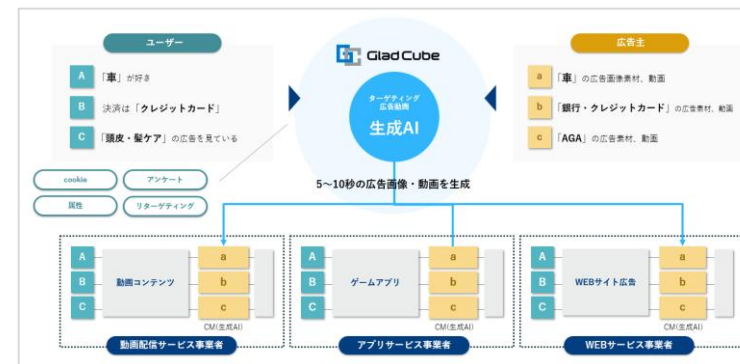 ユーザー
A 「車」が好き
B 決済は「クレジットカード」
C 「頭皮・髪ケア」の広告を見ている
cookie
アンケート
属性
リターゲティング
GladCube
ターゲティング
広告動画
生成AI
5〜10秒の広告画像・動画を生成
広告主
a 「車」の広告画像素材、動画
b 「銀行・クレジットカード」の広告素材、動画
c 「AGA」の広告素材、動画
A
B
C
動画コンテンツ
a
b
c
CM(生成AI)
動画配信サービス事業者
A
B
C
ゲームアプリ
a
b
c
CM(生成AI)
アプリサービス事業者
A
B
C
WEBサイト広告
a
b
c
CM(生成AI)
WEBサービス事業者